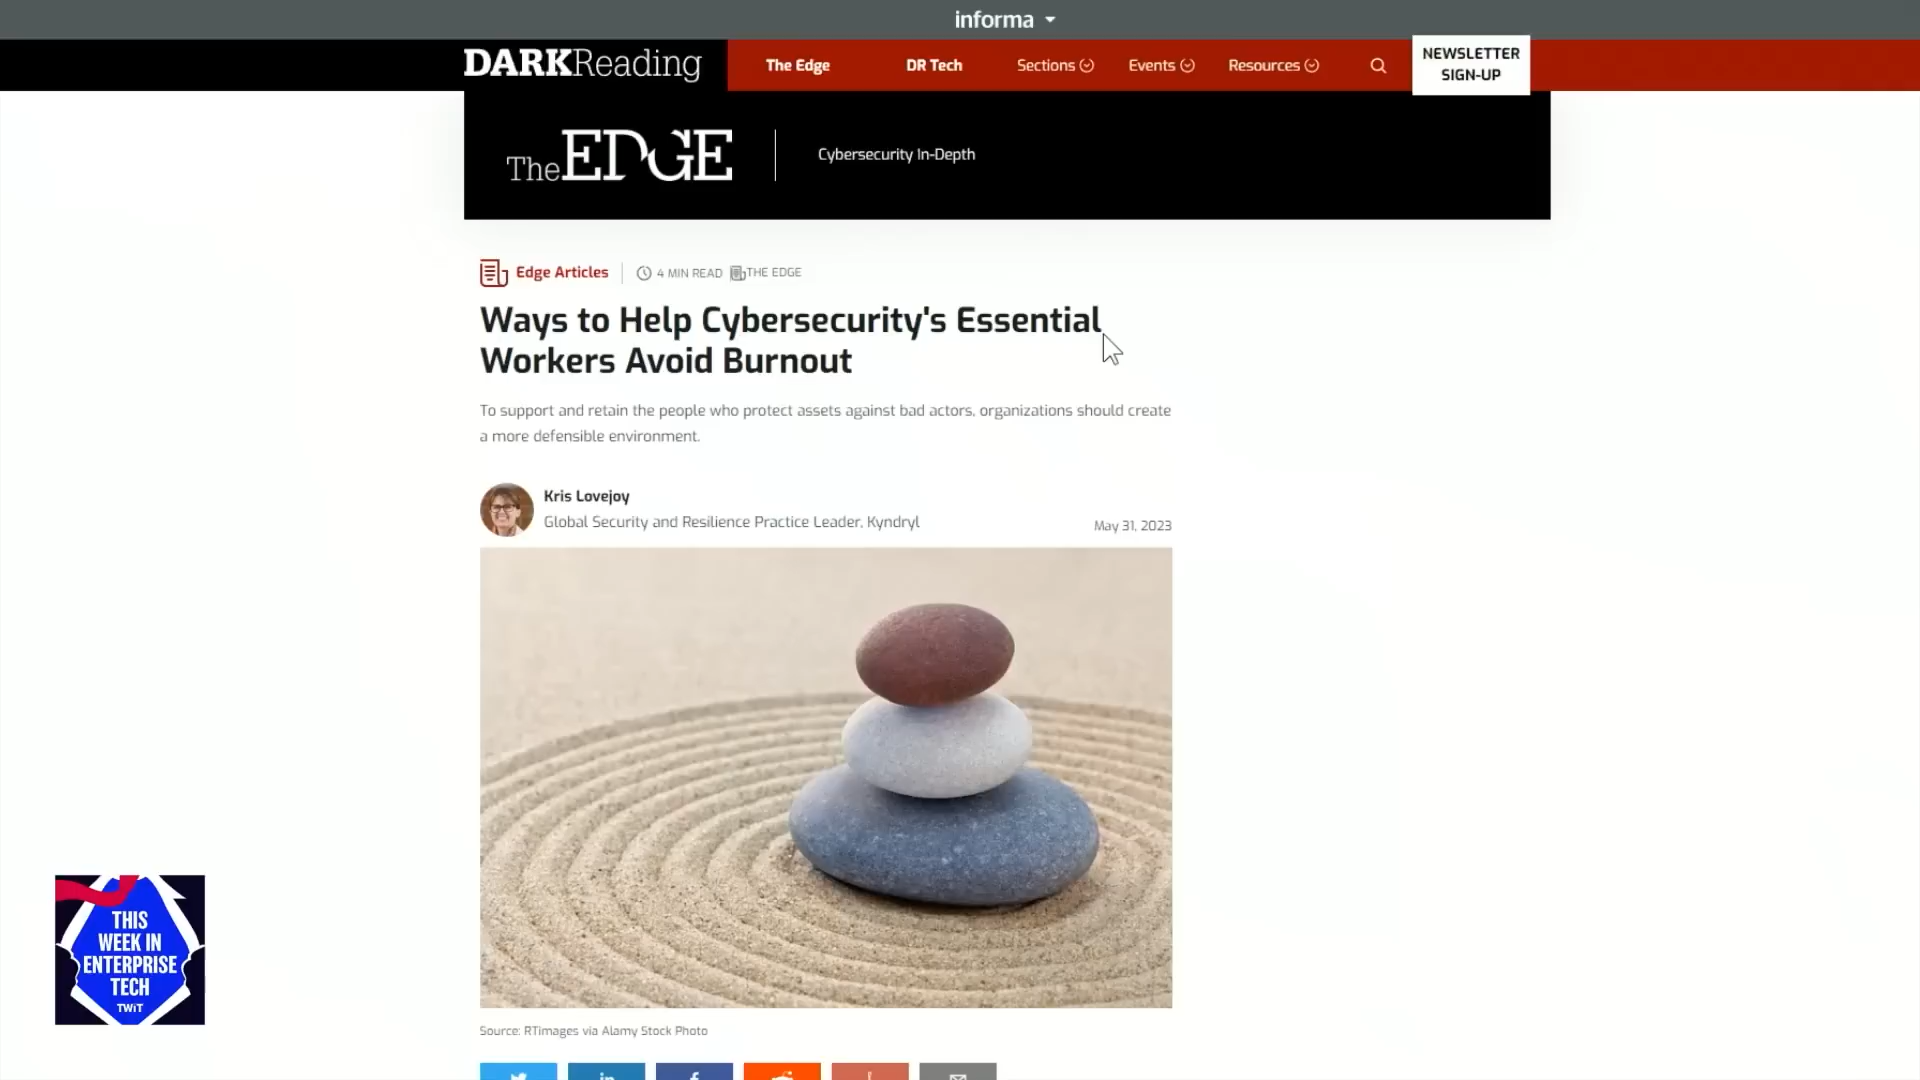 informa
DARKReading
The Edge
DR Tech
Sections
Events
Resources
NEWSLETTER
SIGN-UP
The EDGE
Cybersecurity In-Depth
Edge Articles
4 MIN READ
THE EDGE
Ways to Help Cybersecurity's Essential
Workers Avoid Burnout
To support and retain the people who protect assets against bad actors, organizations should create
a more defensible environment.
Kris Lovejoy
Global Security and Resilience Practice Leader, Kyndryl
May 31, 2023
THIS
WEEK IN
ENTERPRISE
TECH
TWiT
Source: RTimages via Alamy Stock Photo